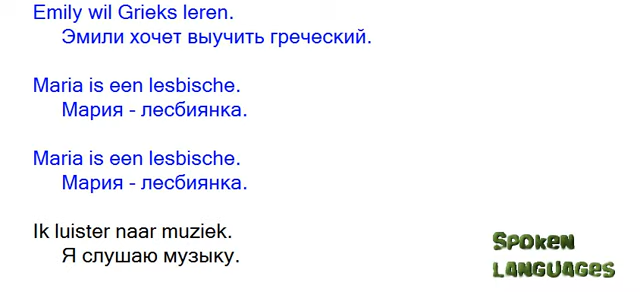 Emily wil Grieks leren.
Эмили хочет выучить греческий.
Maria is een lesbische.
Мария - лесбиянка.
Maria is een lesbische.
Мария - лесбиянка.
Ik luister naar muziek.
Я слушаю музыку.
Spoken
Languages